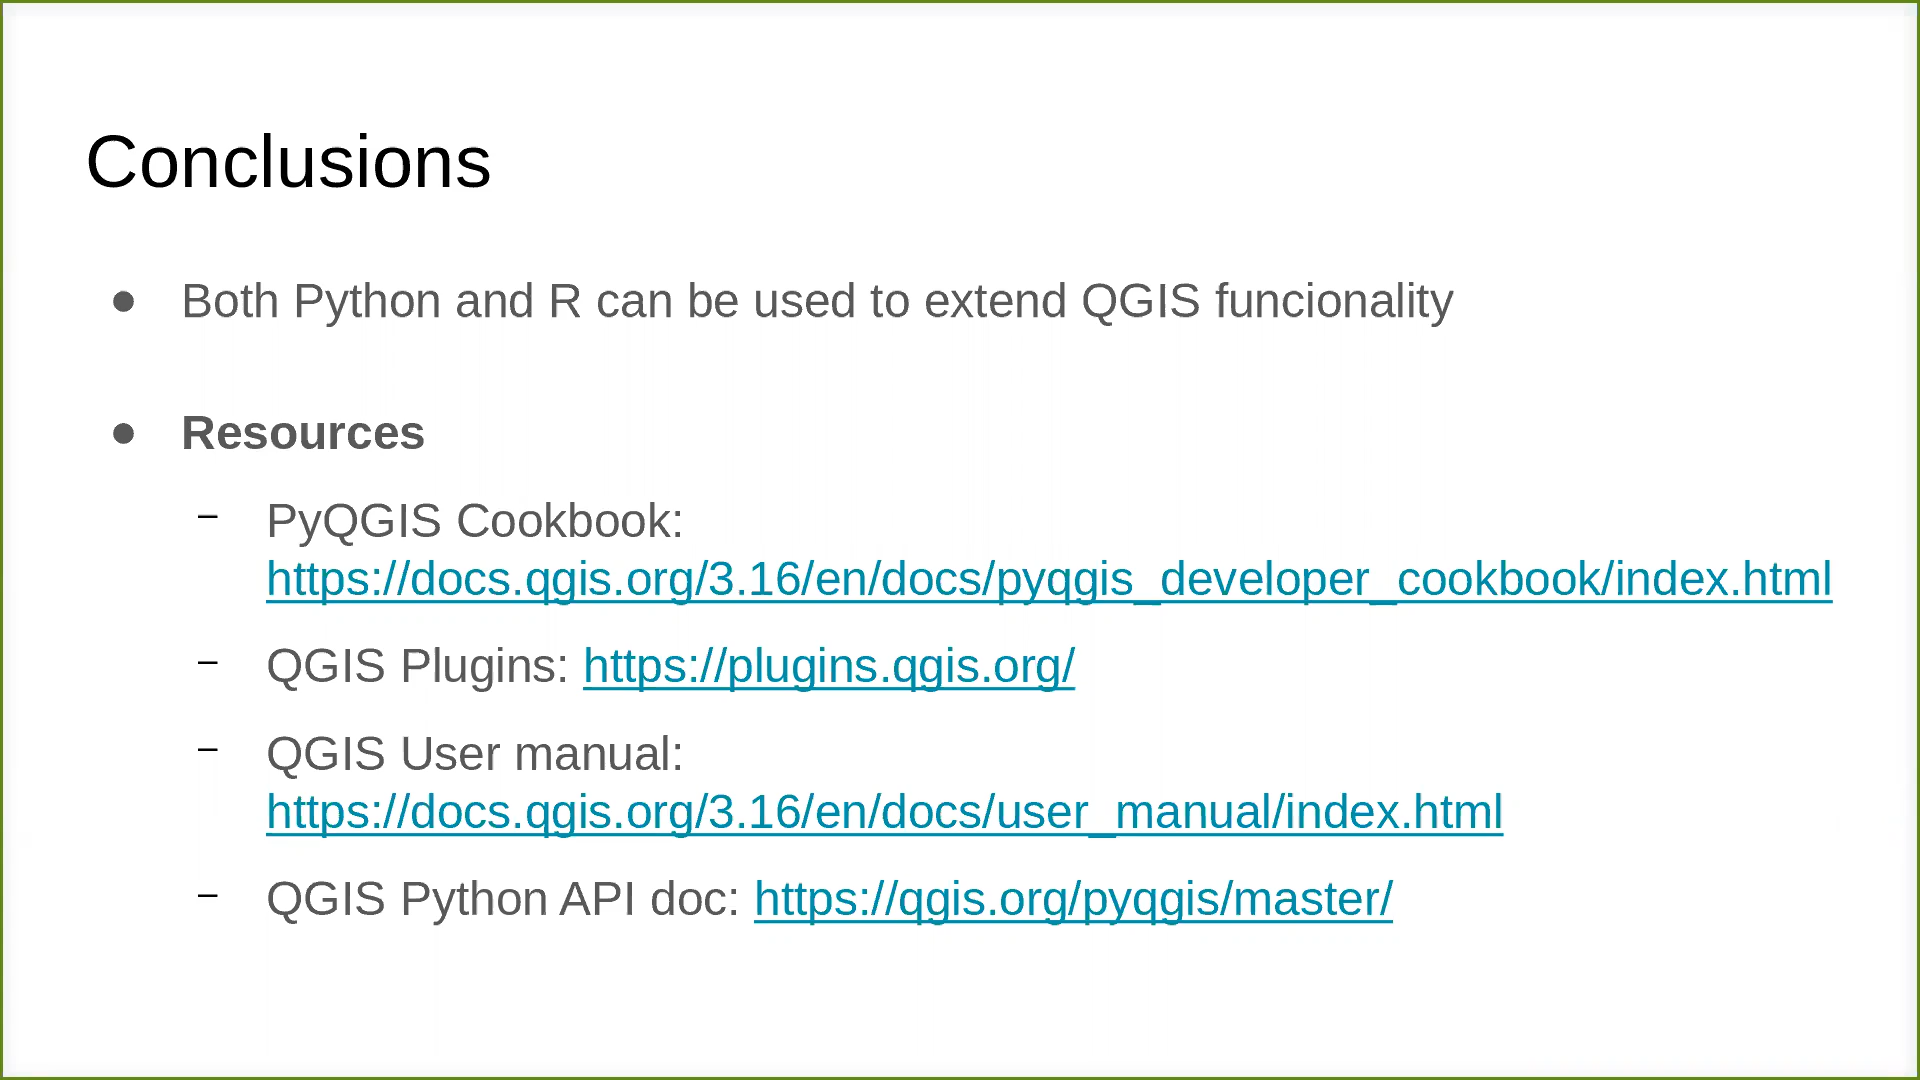 Conclusions
● Both Python and R can be used to extend QGIS funcionality
● Resources
– PyQGIS Cookbook:
https://docs.qgis.org/3.16/en/docs/pyqgis_developer_cookbook/index.html
– QGIS Plugins: https://plugins.qgis.org/
– QGIS User manual:
https://docs.qgis.org/3.16/en/docs/user_manual/index.html
– QGIS Python API doc: https://qgis.org/pyqgis/master/